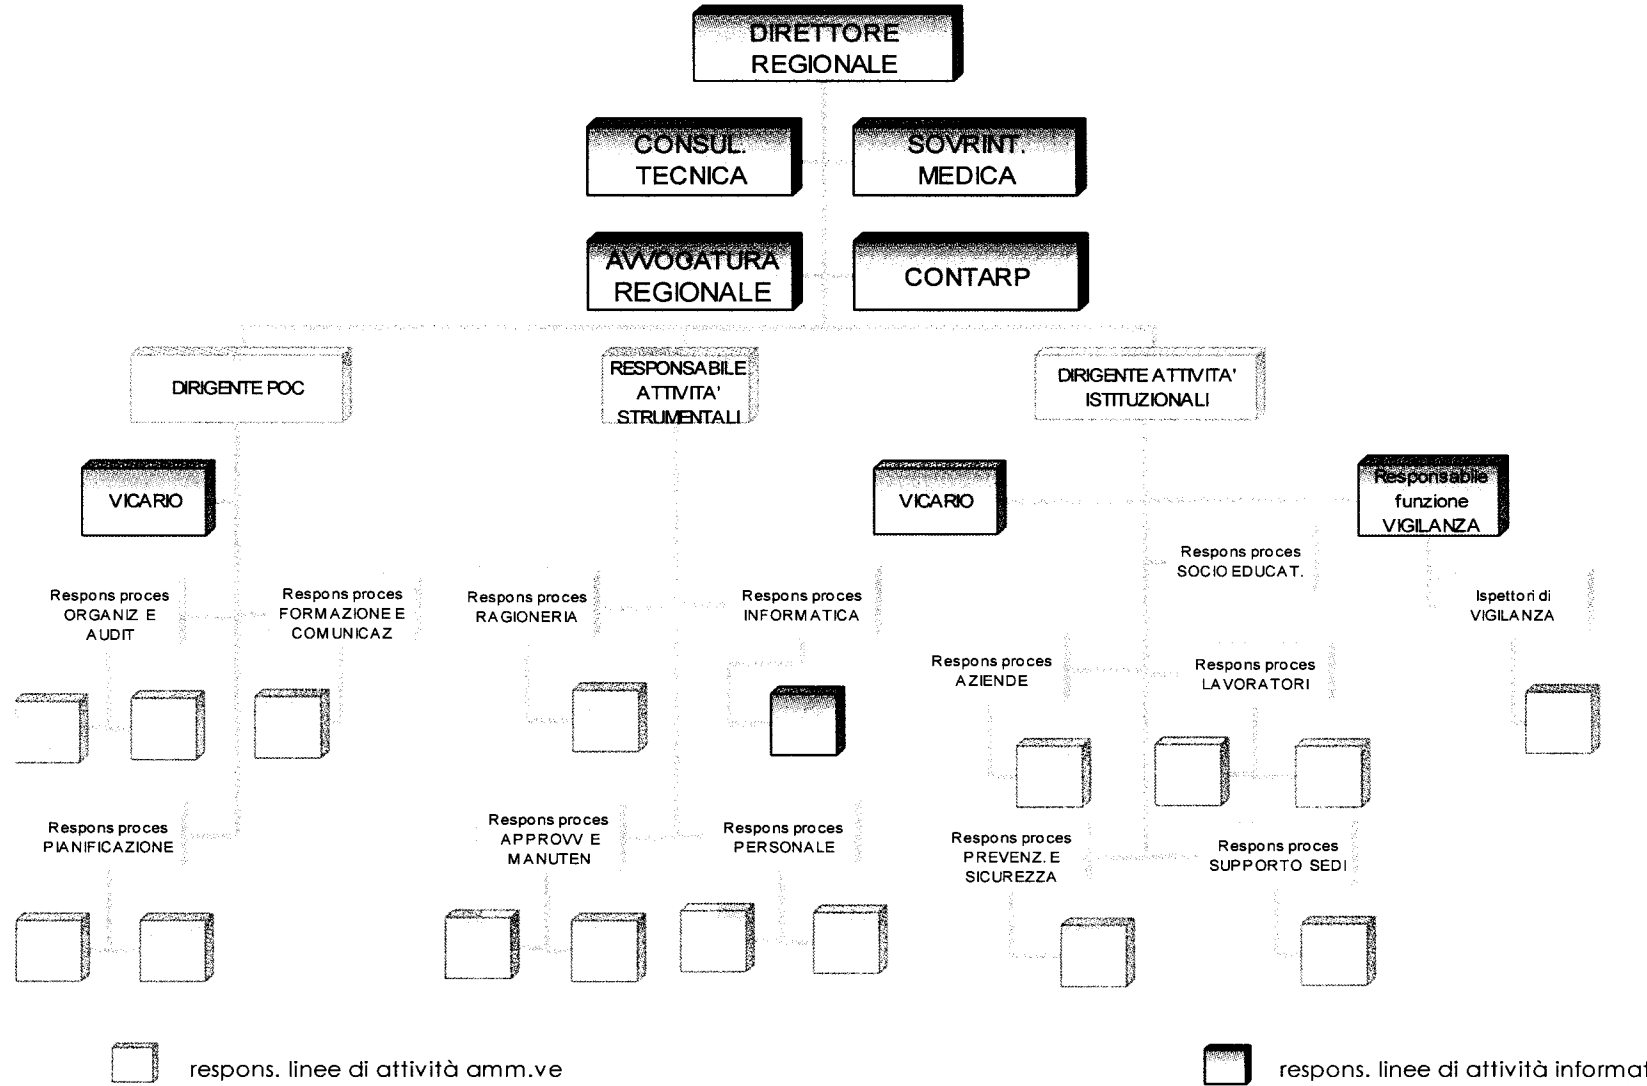 DIRETTORE
REGIONALE
CONSUL.
TECNICA
SOVRINT.
MEDICA
AVVOGATURA
REGIONALE
CONTARP
DIRIGENTE POC
RESPONSABILE
ATTIVITA'
STRUMENTALI
DIRIGENTE ATTIVITA'
ISTITUZIONALI
VICARIO
VICARIO
Responsabile
funzione
VIGILANZA
Respons proces
ORGANIZ E
AUDIT
Respons proces
FORMAZIONE E
COMUNICAZ
Respons proces
RAGIONERIA
Respons proces
INFORMATICA
Respons proces
SOCIO EDUCAT.
Ispettori di
VIGILANZA
Respons proces
AZIENDE
Respons proces
LAVORATORI
Respons proces
PIANIFICAZIONE
Respons proces
APPROVV E
MANUTEN
Respons proces
PERSONALE
Respons proces
PREVENZ. E
SICUREZZA
Respons proces
SUPPORTO SEDI
respons. linee di attività amm.ve
respons. linee di attività informat